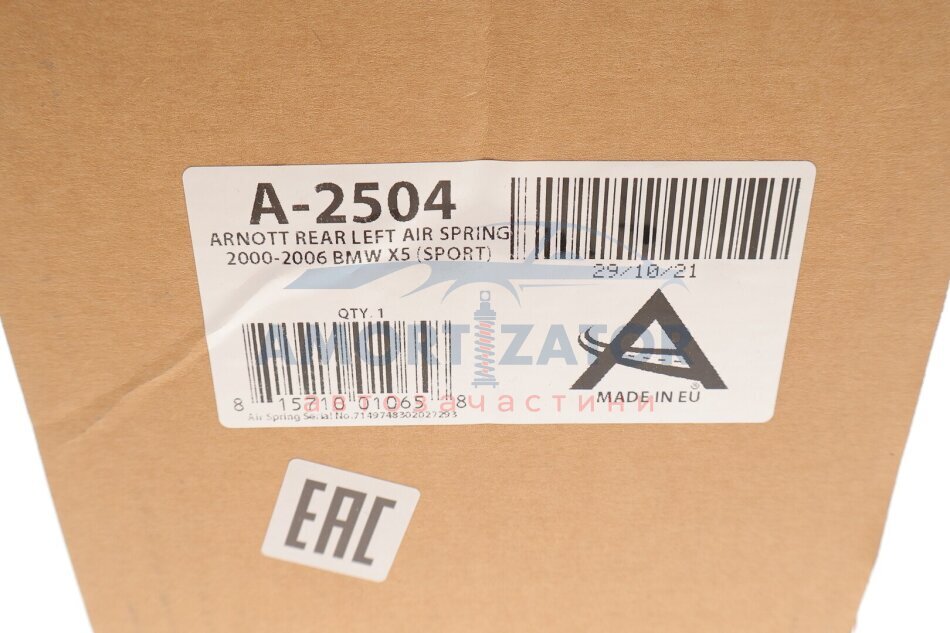 A-2504
ARNOTT REAR LEFT AIR SPRING
2000-2006 BMW X5 (SPORT)
29/10/21
QTY. 1
AMORTIZATOR
8 15718 01065 8
автозапчастини
Air Spring Serial No.7149748302027293
MADE IN EU
®
EAC